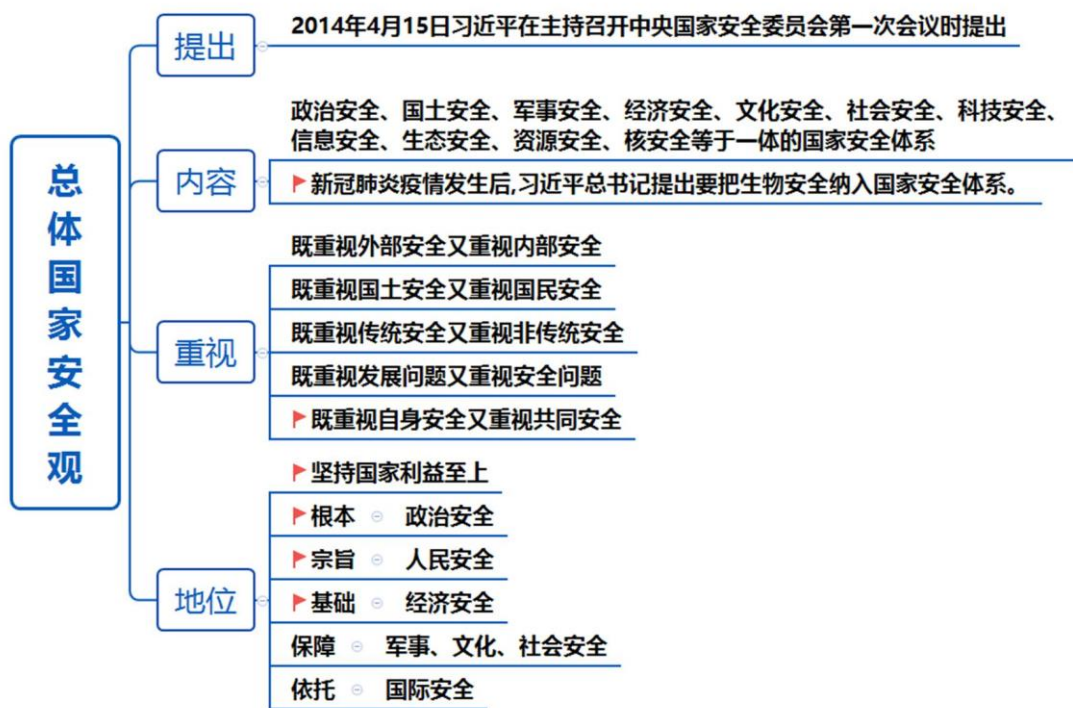 总体国家安全观
提出
2014年4月15日习近平在主持召开中央国家安全委员会第一次会议时提出
内容
政治安全、国土安全、军事安全、经济安全、文化安全、社会安全、科技安全、
信息安全、生态安全、资源安全、核安全等于一体的国家安全体系
新冠肺炎疫情发生后,习近平总书记提出要把生物安全纳入国家安全体系。
重视
既重视外部安全又重视内部安全
既重视国土安全又重视国民安全
既重视传统安全又重视非传统安全
既重视发展问题又重视安全问题
既重视自身安全又重视共同安全
地位
坚持国家利益至上
根本 政治安全
宗旨 人民安全
基础 经济安全
保障 军事、文化、社会安全
依托 国际安全